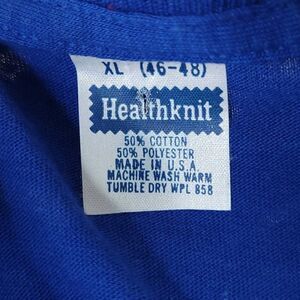 XL (46-48)
Healthknit
50% COTTON
50% POLYESTER
MADE IN U.S.A.
MACHINE WASH WARM
TUMBLE DRY WPL 858